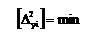 [Δ²yi] = min